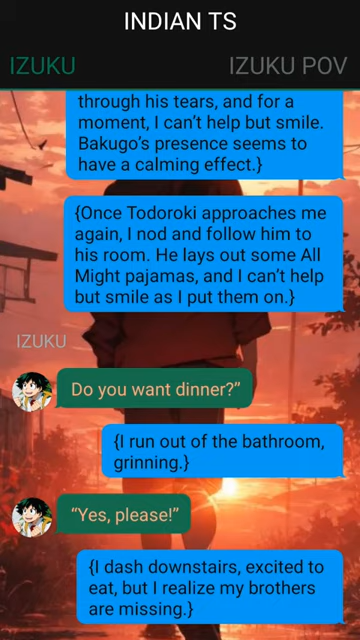 INDIAN TS
IZUKU
IZUKU POV
through his tears, and for a
moment, I can’t help but smile.
Bakugo’s presence seems to
have a calming effect.}
{Once Todoroki approaches me
again, I nod and follow him to
his room. He lays out some All
Might pajamas, and I can’t help
but smile as I put them on.}
IZUKU
Do you want dinner?”
{I run out of the bathroom,
grinning.}
“Yes, please!”
{I dash downstairs, excited to
eat, but I realize my brothers
are missing.}